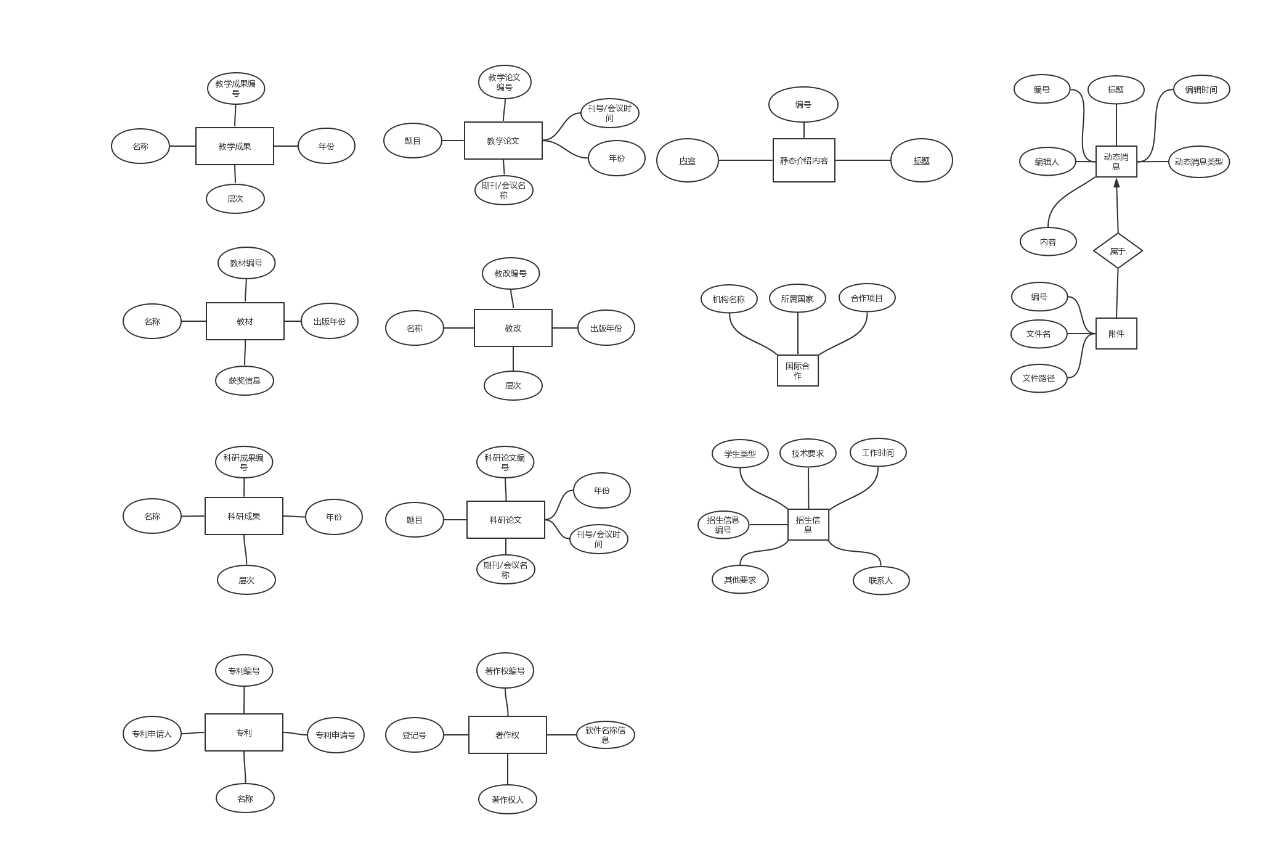 教学成果编
号
名称
教学成果
年份
层次
教学论文
编号
题目
教学论文
刊号/会议时
间
年份
期刊/会议名
称
编号
内容
静态介绍内容
标题
编号
标题
编辑时间
编辑人
动态消
息
动态消息类型
内容
属于
编号
文件名
附件
文件路径
教材编号
名称
教材
出版年份
获奖信息
教改编号
名称
教改
出版年份
层次
机构名称
所属国家
合作项目
国际合
作
科研成果编
号
名称
科研成果
年份
层次
科研论文编
号
题目
科研论文
年份
刊号/会议时
间
期刊/会议名
称
学生类型
技术要求
工作时间
招生信息
编号
招生信
息
其他要求
联系人
专利编号
专利申请人
专利
专利申请号
名称
著作权编号
登记号
著作权
软件名称信
息
著作权人